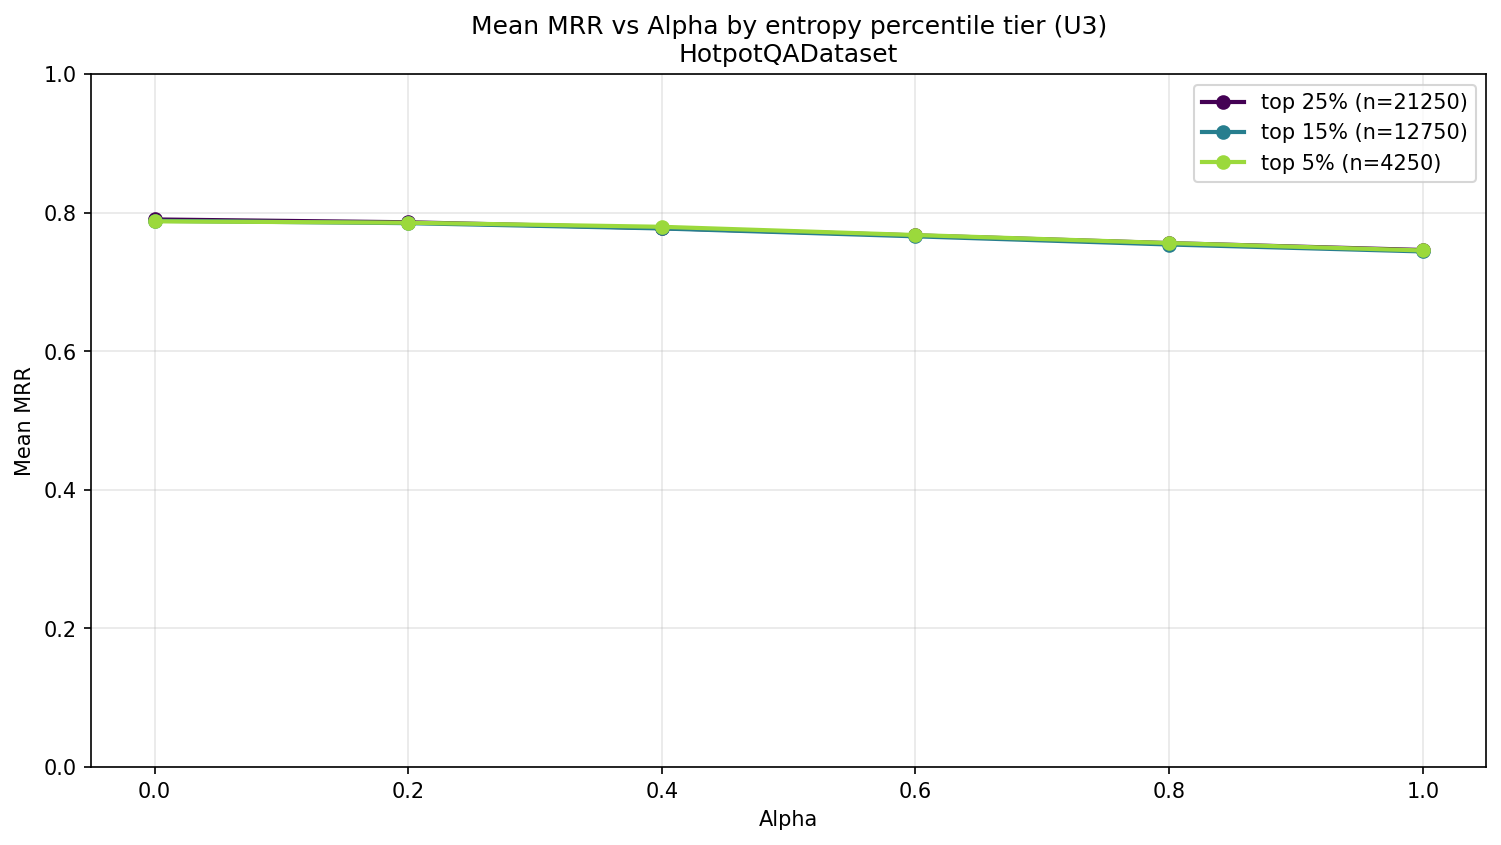 Mean MRR vs Alpha by entropy percentile tier (U3)
HotpotQADataset
top 25% (n=21250)
top 15% (n=12750)
top 5% (n=4250)
Mean MRR
1.0
0.8
0.6
0.4
0.2
0.0
0.0 0.2 0.4 0.6 0.8 1.0
Alpha